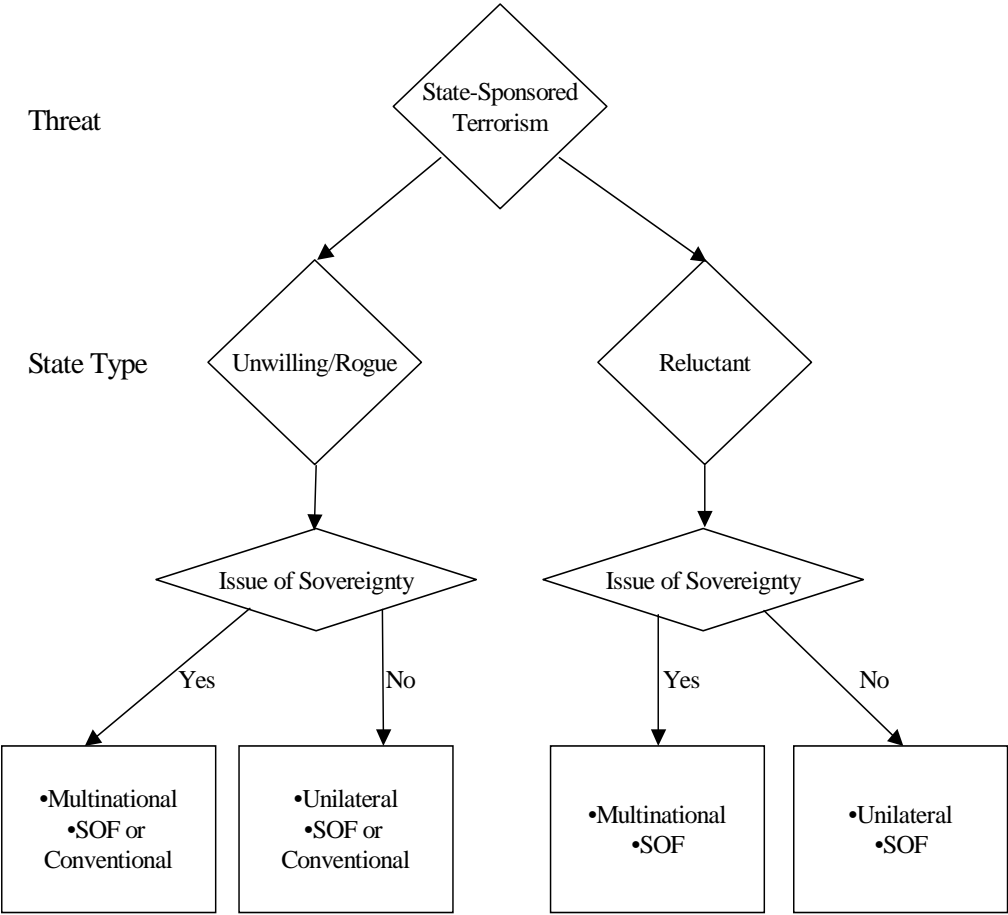 State-Sponsored
Terrorism
Threat
State Type
Unwilling/Rogue
Reluctant
Issue of Sovereignty
Issue of Sovereignty
Yes
No
Yes
No
•Multinational
•SOF or
Conventional
•Unilateral
•SOF or
Conventional
•Multinational
•SOF
•Unilateral
•SOF